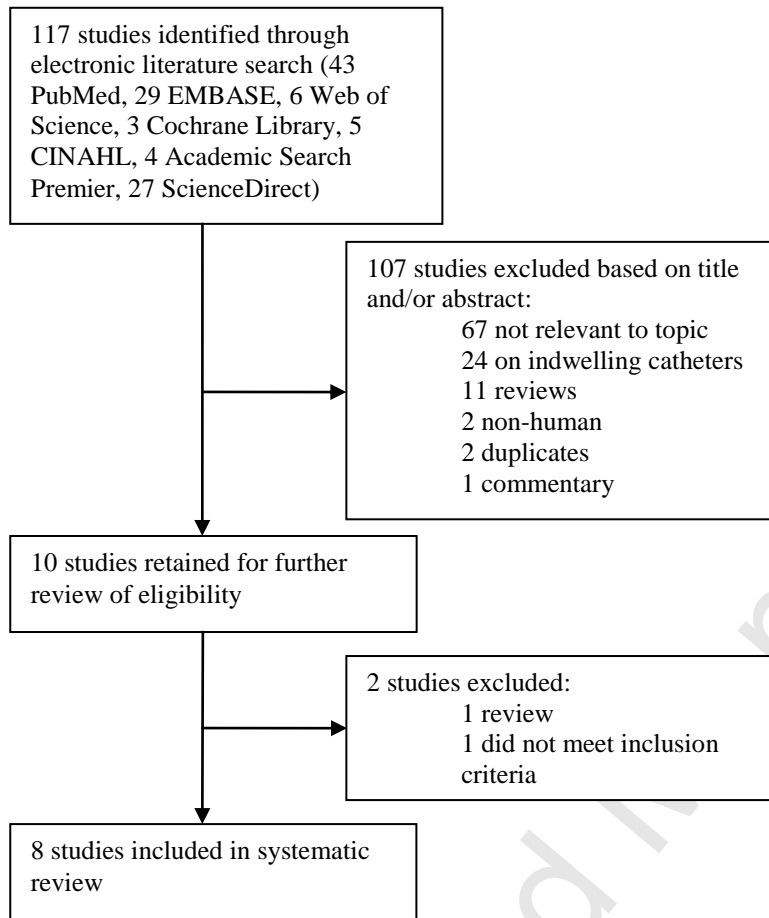 117 studies identified through
electronic literature search (43
PubMed, 29 EMBASE, 6 Web of
Science, 3 Cochrane Library, 5
CINAHL, 4 Academic Search
Premier, 27 ScienceDirect)
107 studies excluded based on title
and/or abstract:
67 not relevant to topic
24 on indwelling catheters
11 reviews
2 non-human
2 duplicates
1 commentary
10 studies retained for further
review of eligibility
2 studies excluded:
1 review
1 did not meet inclusion
criteria
8 studies included in systematic
review